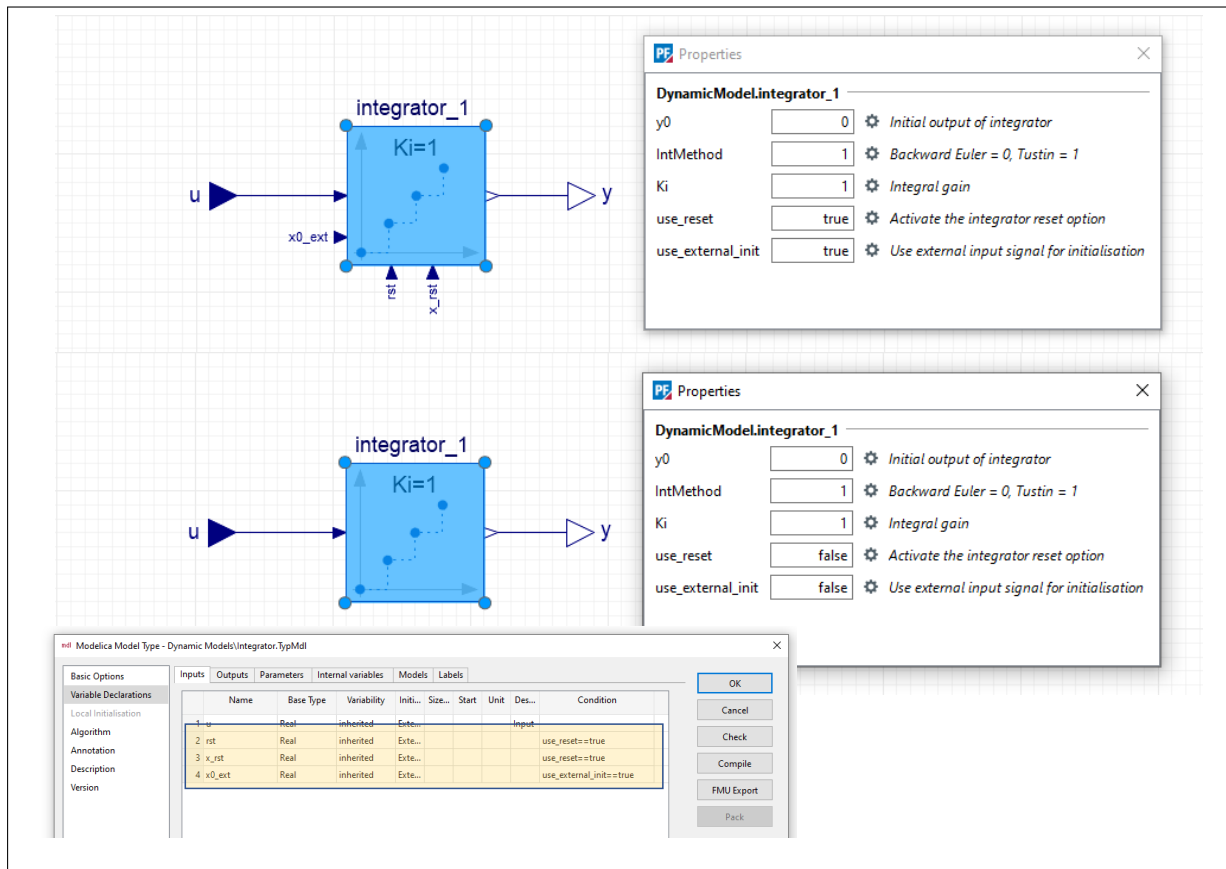 integrator_1
Ki=1
u
y
x0_ext
rst
x_rst
PF Properties
DynamicModel.integrator_1
y0 0 Initial output of integrator
IntMethod 1 Backward Euler = 0, Tustin = 1
Ki 1 Integral gain
use_reset true Activate the integrator reset option
use_external_init true Use external input signal for initialisation
integrator_1
Ki=1
u
y
PF Properties
DynamicModel.integrator_1
y0 0 Initial output of integrator
IntMethod 1 Backward Euler = 0, Tustin = 1
Ki 1 Integral gain
use_reset false Activate the integrator reset option
use_external_init false Use external input signal for initialisation
mdl Modelica Model Type - Dynamic Models\Integrator.TypMdl
Basic Options
Variable Declarations
Local Initialisation
Algorithm
Annotation
Description
Version
Inputs Outputs Parameters Internal variables Models Labels
Name Base Type Variability Initi... Size... Start Unit Des... Condition
1 u Real inherited Exte... Input
2 rst Real inherited Exte... use_reset==true
3 x_rst Real inherited Exte... use_reset==true
4 x0_ext Real inherited Exte... use_external_init==true
OK
Cancel
Check
Compile
FMU Export
Pack